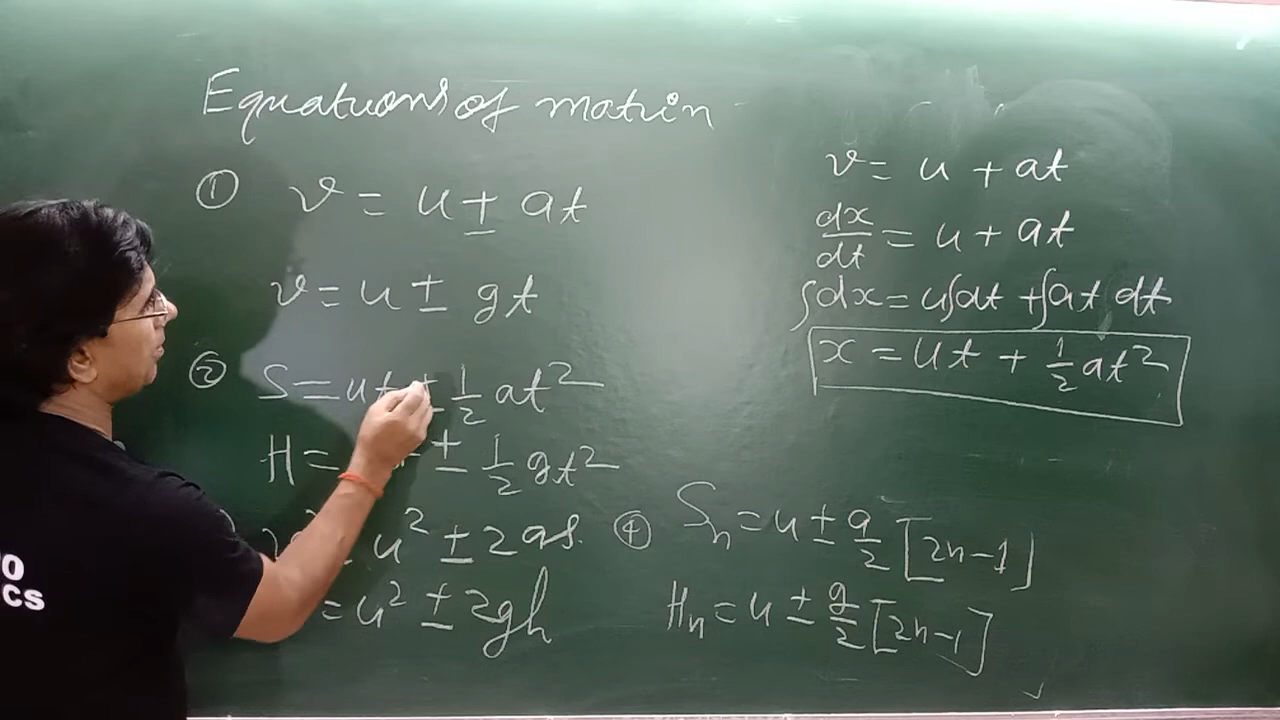 Equations of motion
① v = u ± at
v = u ± gt
② S = ut ± 1/2 at²
H = ± 1/2 gt²
u² ± 2as
= u² ± 2gh
v = u + at
dx/dt = u + at
∫dx = u∫dt + ∫at dt
x = ut + 1/2 at²
④ Sn = u ± a/2 [2n-1]
Hn = u ± g/2 [2n-1]
O
CS